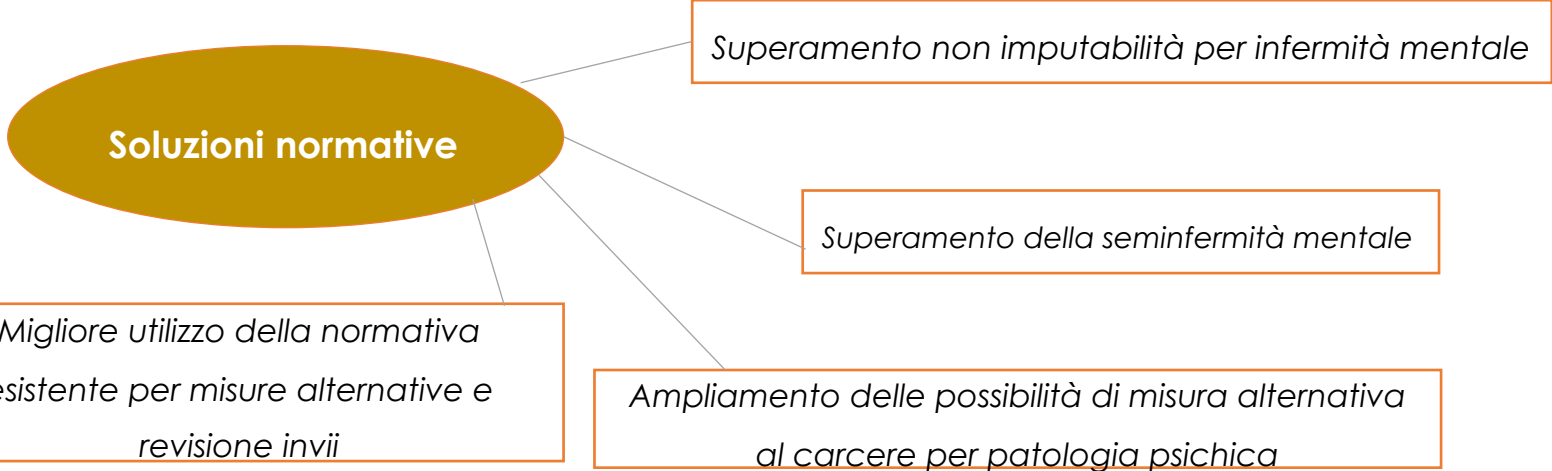 Superamento non imputabilità per infermità mentale
Soluzioni normative
Superamento della seminfermità mentale
Migliore utilizzo della normativa
esistente per misure alternative e
revisione invii
Ampliamento delle possibilità di misura alternativa
al carcere per patologia psichica